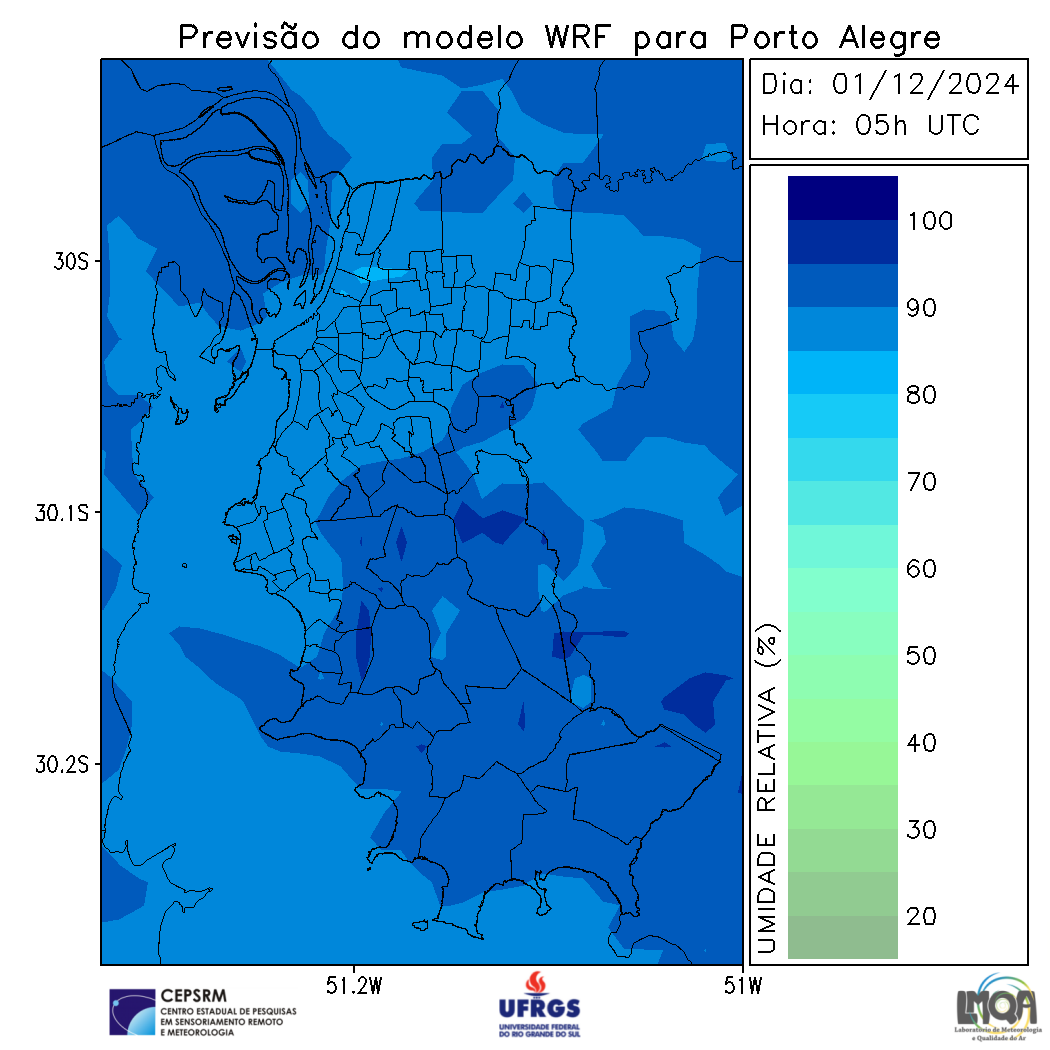 Previsão do modelo WRF para Porto Alegre
Dia: 01/12/2024
Hora: 05h UTC
30S
30.1S
30.2S
51.2W
51W
100
90
80
70
60
50
40
30
20
UMIDADE RELATIVA (%)
CEPSRM
CENTRO ESTADUAL DE PESQUISAS
EM SENSORIAMENTO REMOTO
E METEOROLOGIA
UFRGS
UNIVERSIDADE FEDERAL
DO RIO GRANDE DO SUL
LMQA
Laboratório de Meteorologia
e Qualidade do Ar